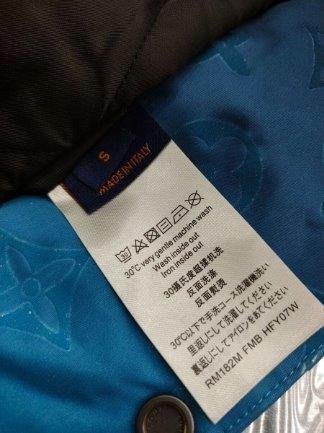 S
MADE IN ITALY
30°C very gentle machine wash
Wash inside out
Iron inside out
30攝氏度超揉机洗
反面洗涤
反面熨烫
30℃以下で手洗コース洗濯機洗い
裏返しにして洗濯してください
裏返しにしてアイロンをあててください
RM182M FMB HFY07W